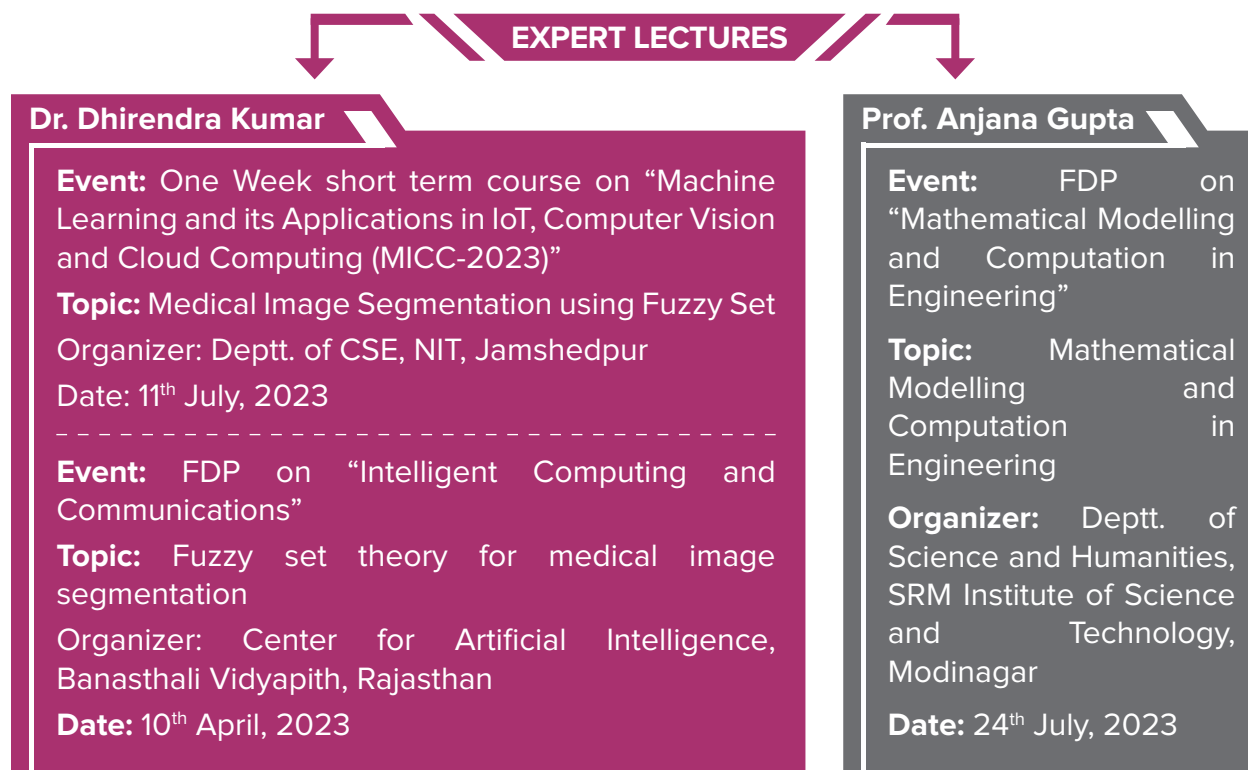 EXPERT LECTURES
Dr. Dhirendra Kumar
Event: One Week short term course on “Machine
Learning and its Applications in IoT, Computer Vision
and Cloud Computing (MICC-2023)”
Topic: Medical Image Segmentation using Fuzzy Set
Organizer: Deptt. of CSE, NIT, Jamshedpur
Date: 11th July, 2023
Event: FDP on “Intelligent Computing and
Communications”
Topic: Fuzzy set theory for medical image
segmentation
Organizer: Center for Artificial Intelligence,
Banasthali Vidyapith, Rajasthan
Date: 10th April, 2023
Prof. Anjana Gupta
Event: FDP on
“Mathematical Modelling
and Computation in
Engineering”
Topic: Mathematical
Modelling and
Computation in
Engineering
Organizer: Deptt. of
Science and Humanities,
SRM Institute of Science
and Technology,
Modinagar
Date: 24th July, 2023